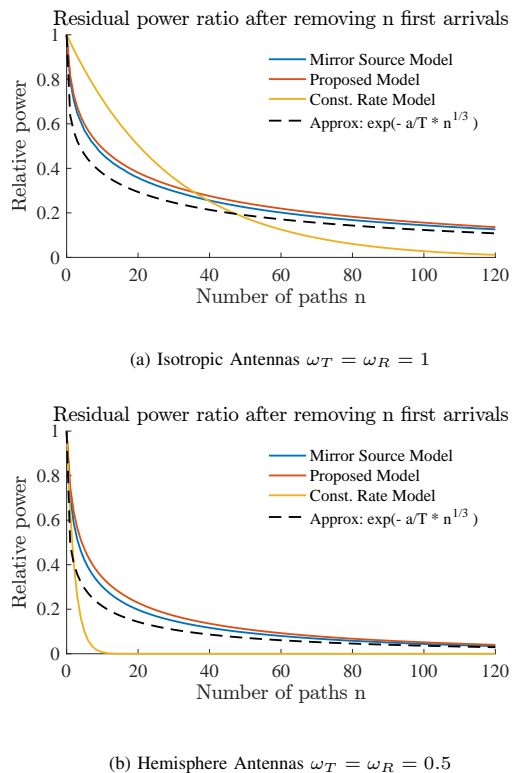 Residual power ratio after removing n first arrivals
1
0.8
0.6
0.4
0.2
0
Relative power
Mirror Source Model
Proposed Model
Const. Rate Model
Approx: exp(- a/T * n^{1/3} )
0 20 40 60 80 100 120
Number of paths n
(a) Isotropic Antennas ω_T = ω_R = 1
Residual power ratio after removing n first arrivals
1
0.8
0.6
0.4
0.2
0
Relative power
Mirror Source Model
Proposed Model
Const. Rate Model
Approx: exp(- a/T * n^{1/3} )
0 20 40 60 80 100 120
Number of paths n
(b) Hemisphere Antennas ω_T = ω_R = 0.5